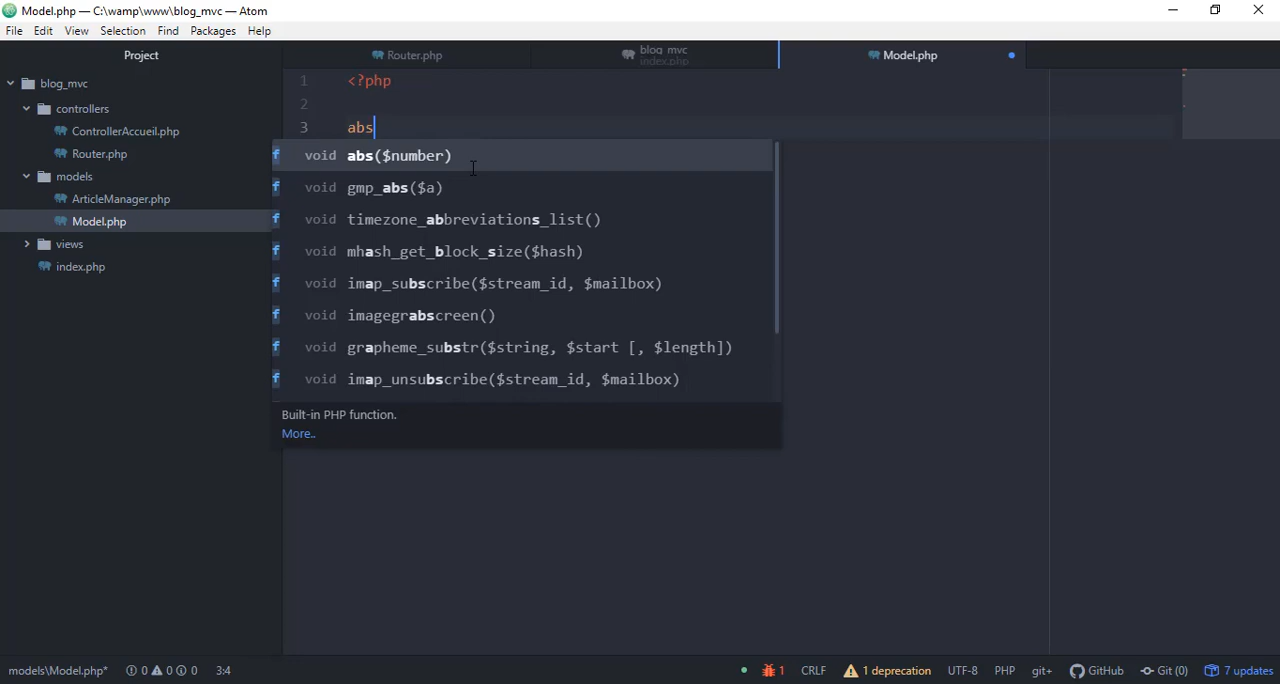 Model.php — C:\wamp\www\blog_mvc — Atom
File Edit View Selection Find Packages Help
Project
Router.php
blog_mvc
index.php
Model.php
blog_mvc
controllers
ControllerAccueil.php
Router.php
models
ArticleManager.php
Model.php
views
index.php
1 <?php
2
3 abs
f void abs($number)
f void gmp_abs($a)
f void timezone_abbreviations_list()
f void mhash_get_block_size($hash)
f void imap_subscribe($stream_id, $mailbox)
f void imagegrabscreen()
f void grapheme_substr($string, $start [, $length])
f void imap_unsubscribe($stream_id, $mailbox)
Built-in PHP function.
More..
models\Model.php* 0 0 0 3:4 1 CRLF 1 deprecation UTF-8 PHP git+ GitHub Git (0) 7 updates